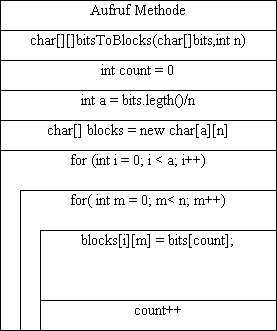 Aufruf Methode
char[][]bitsToBlocks(char[]bits,int n)
int count = 0
int a = bits.legth()/n
char[] blocks = new char[a][n]
for (int i = 0; i < a; i++)
for( int m = 0; m< n; m++)
blocks[i][m] = bits[count];
count++